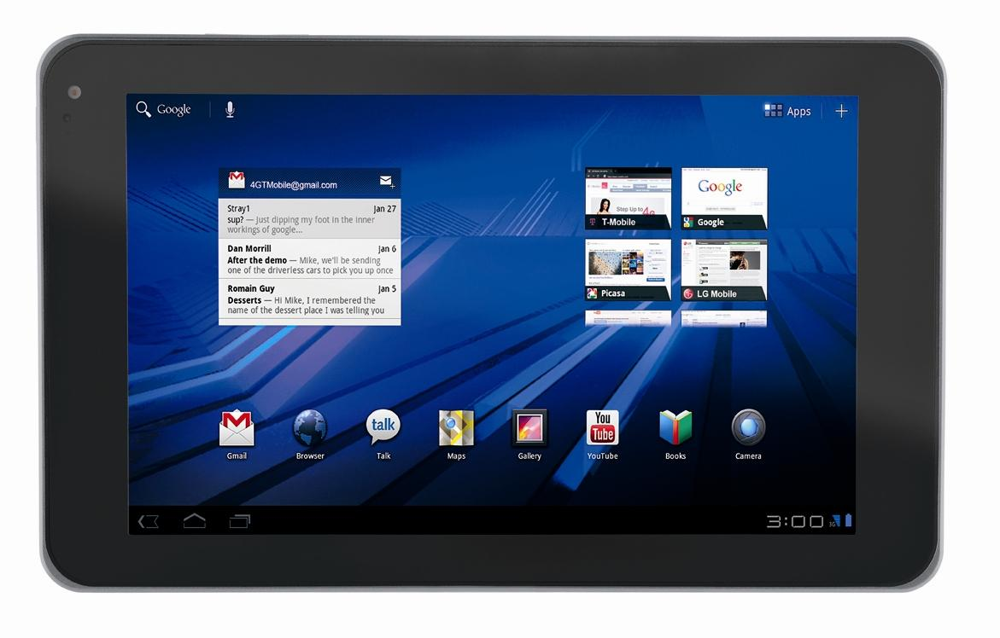 Google
Apps
4GTMobile@gmail.com
Stray1 Jan 27
sup? — Just dipping my foot in the inner
workings of google...
Dan Morrill Jan 6
After the demo — Mike, we'll be sending
one of the driverless cars to pick you up once
Romain Guy Jan 5
Desserts — Hi Mike, I remembered the
name of the dessert place I was telling you
Step Up to 4G
T-Mobile
Google
Google
Picasa
LG Mobile
talk
You
Tube
Gmail Browser Talk Maps Gallery YouTube Books Camera
3:00 3G